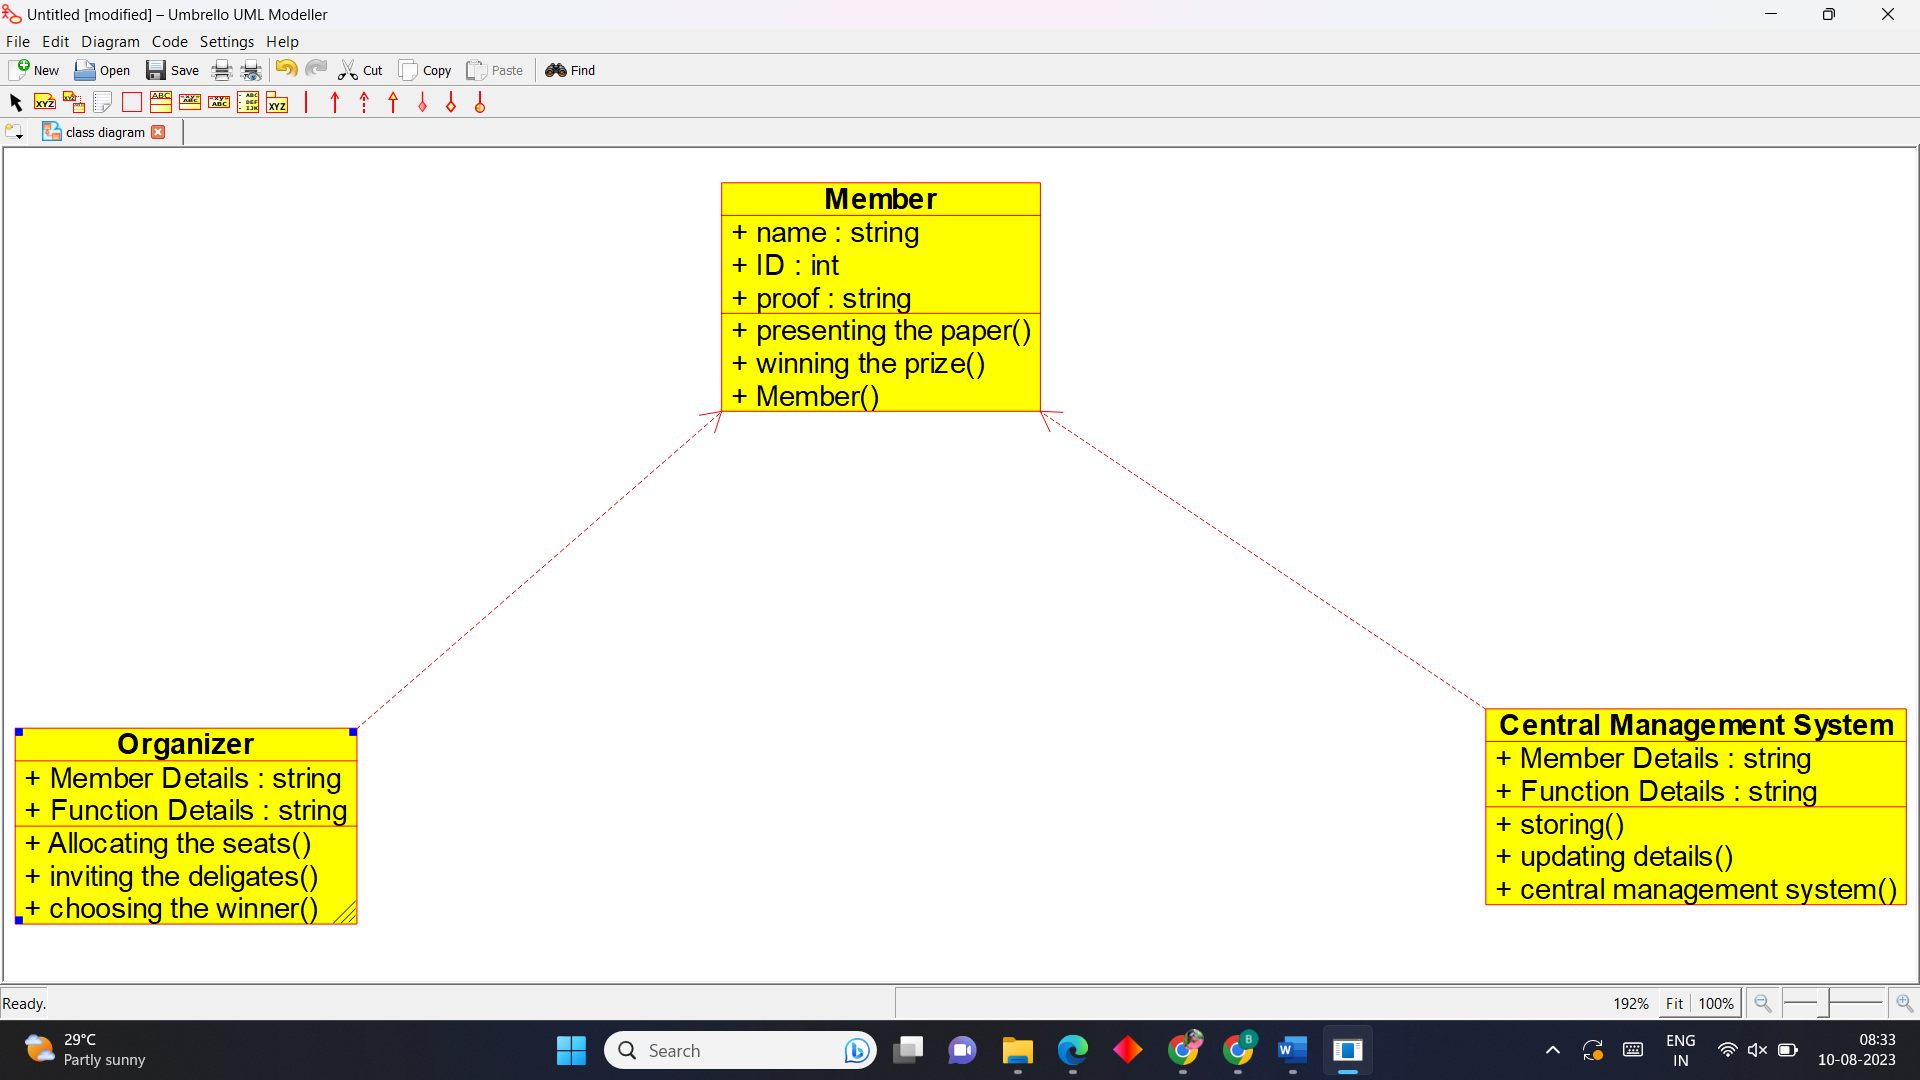 Untitled [modified] – Umbrello UML Modeller
File Edit Diagram Code Settings Help
New Open Save Cut Copy Paste Find
class diagram
Member
+ name : string
+ ID : int
+ proof : string
+ presenting the paper()
+ winning the prize()
+ Member()
Organizer
+ Member Details : string
+ Function Details : string
+ Allocating the seats()
+ inviting the deligates()
+ choosing the winner()
Central Management System
+ Member Details : string
+ Function Details : string
+ storing()
+ updating details()
+ central management system()
Ready.
192% Fit 100%
29°C
Partly sunny
Search
ENG
IN
08:33
10-08-2023